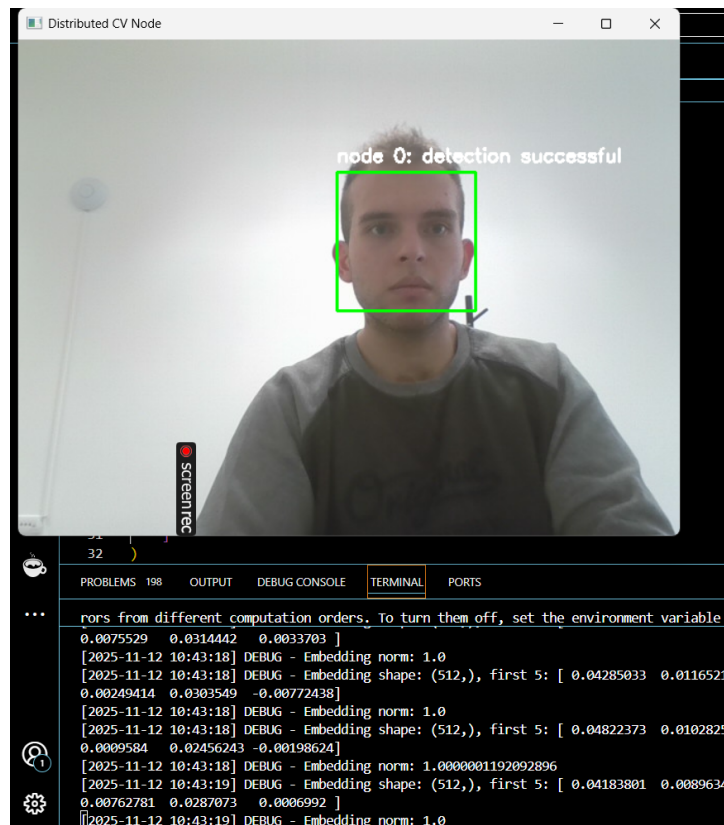 Distributed CV Node
node 0: detection successful
screenrec
32 )
PROBLEMS 198 OUTPUT DEBUG CONSOLE TERMINAL PORTS
rors from different computation orders. To turn them off, set the environment variable
0.0075529 0.0314442 0.0033703 ]
[2025-11-12 10:43:18] DEBUG - Embedding norm: 1.0
[2025-11-12 10:43:18] DEBUG - Embedding shape: (512,), first 5: [ 0.04285033 0.0116521
0.00249414 0.0303549 -0.00772438]
[2025-11-12 10:43:18] DEBUG - Embedding norm: 1.0
[2025-11-12 10:43:18] DEBUG - Embedding shape: (512,), first 5: [ 0.04822373 0.0102825
0.0009584 0.02456243 -0.00198624]
[2025-11-12 10:43:18] DEBUG - Embedding norm: 1.0000001192092896
[2025-11-12 10:43:19] DEBUG - Embedding shape: (512,), first 5: [ 0.04183801 0.0089634
0.00762781 0.0287073 0.0006992 ]
[2025-11-12 10:43:19] DEBUG - Embedding norm: 1.0
1